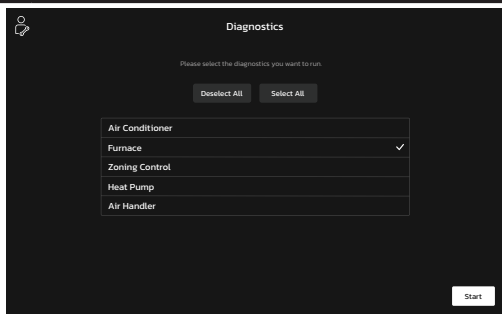 Diagnostics
Please select the diagnostics you want to run
Deselect All
Select All
Air Conditioner
Furnace
Zoning Control
Heat Pump
Air Handler
Start